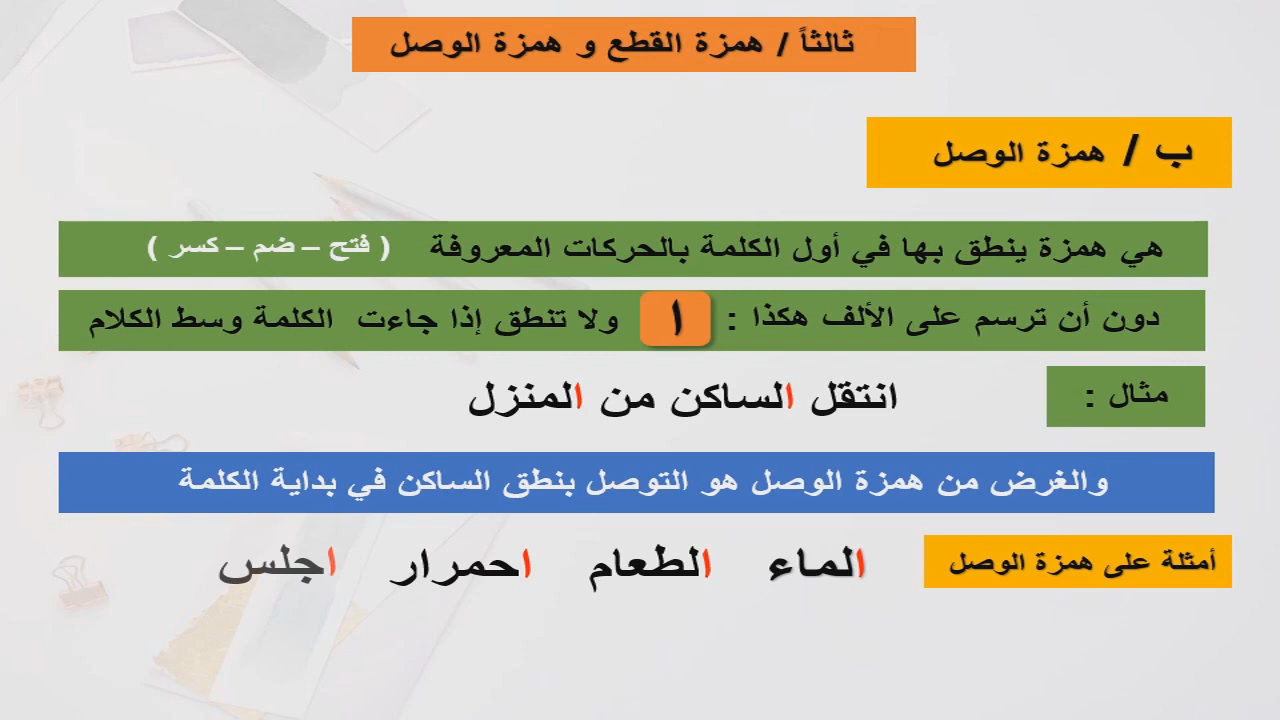 ثالثاً / همزة القطع و همزة الوصل
ب / همزة الوصل
هي همزة ينطق بها في أول الكلمة بالحركات المعروفة ( فتح – ضم – كسر )
دون أن ترسم على الألف هكذا : ا ولا تنطق إذا جاءت الكلمة وسط الكلام
مثال : انتقل الساكن من المنزل
والغرض من همزة الوصل هو التوصل بنطق الساكن في بداية الكلمة
أمثلة على همزة الوصل الماء الطعام احمرار اجلس